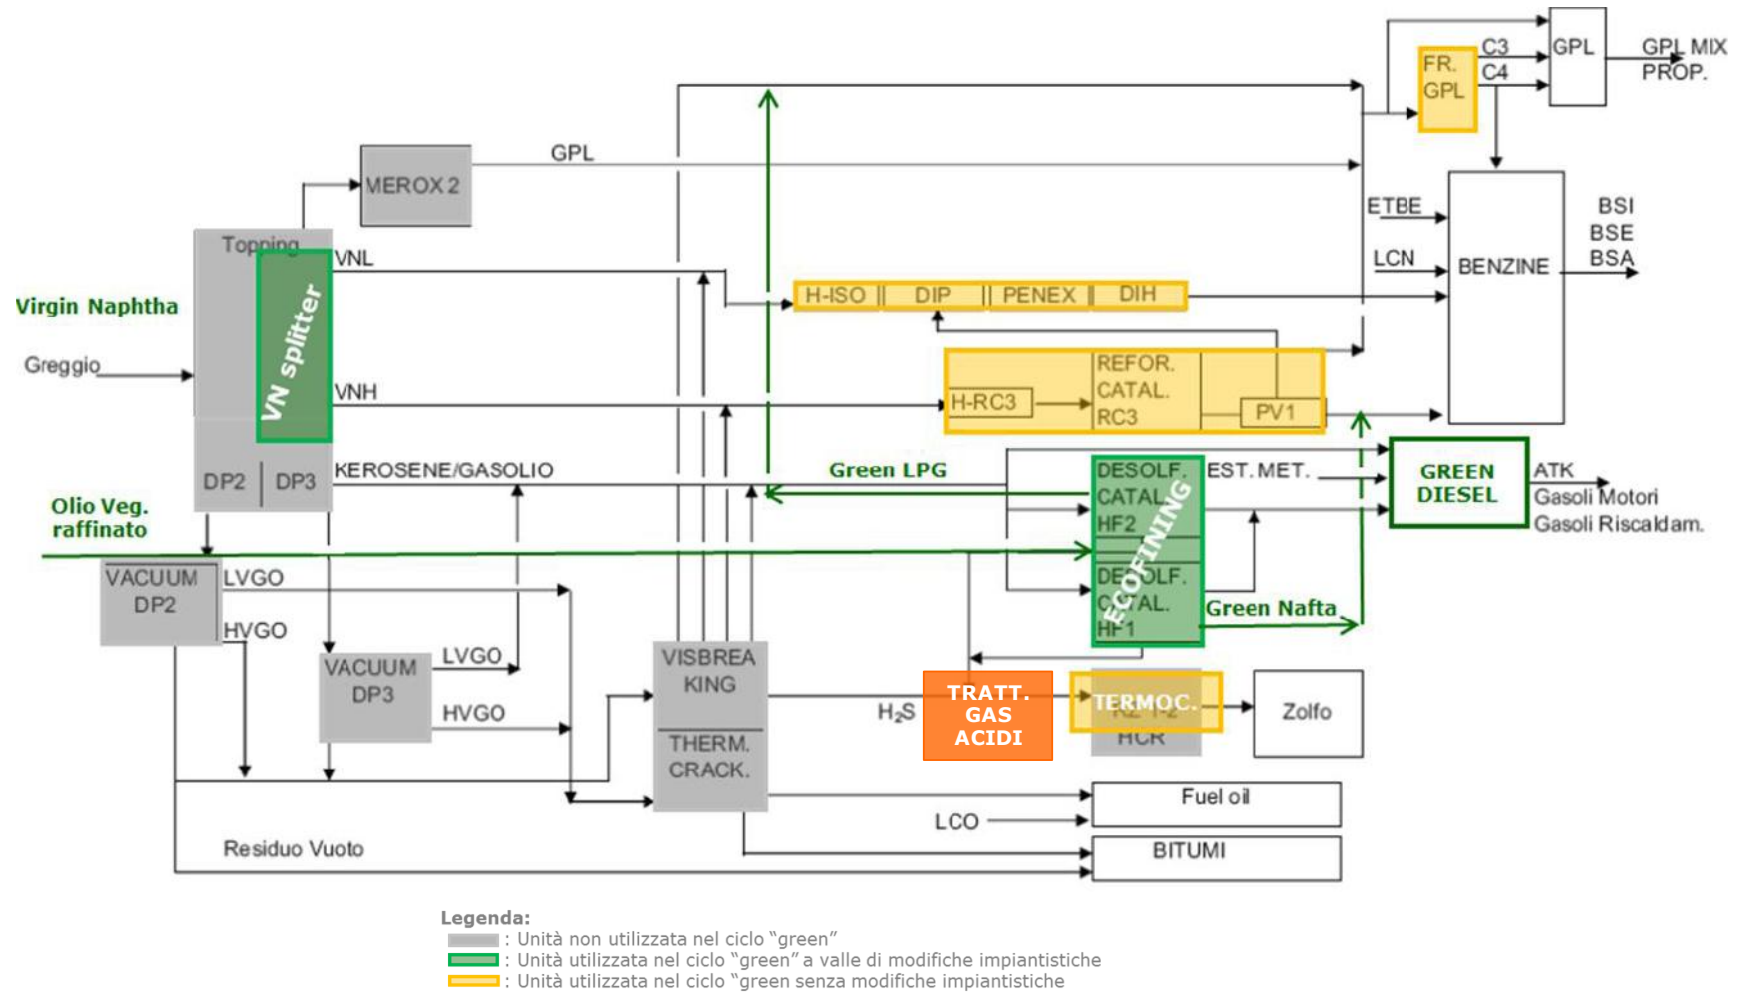 C3
GPL
GPL MIX
FR.
GPL
C4
PROP.
GPL
MEROX 2
ETBE
BSI
BSE
Topping
VNL
LCN
BENZINE
BSA
Virgin Naphtha
H-ISO
DIP
PENEX
DIH
VN splitter
Greggio
REFOR.
CATAL.
RC3
VNH
H-RC3
PV1
KEROSENE/GASOLIO
Green LPG
DESOLF.
CATAL.
HF2
EST. MET.
GREEN
DIESEL
ATK
Gasoli Motori
Gasoli Riscaldam.
DP2
DP3
Olio Veg.
raffinato
ECOFINING
VACUUM
DP2
LVGO
DESOLF.
CATAL.
HF1
Green Nafta
HVGO
VACUUM
DP3
LVGO
HVGO
VISBREA
KING
THERM.
CRACK.
H2S
TRATT.
GAS
ACIDI
TERMOC.
HCR
Zolfo
Fuel oil
LCO
Residuo Vuoto
BITUMI
Legenda:
: Unità non utilizzata nel ciclo “green”
: Unità utilizzata nel ciclo “green” a valle di modifiche impiantistiche
: Unità utilizzata nel ciclo “green senza modifiche impiantistiche